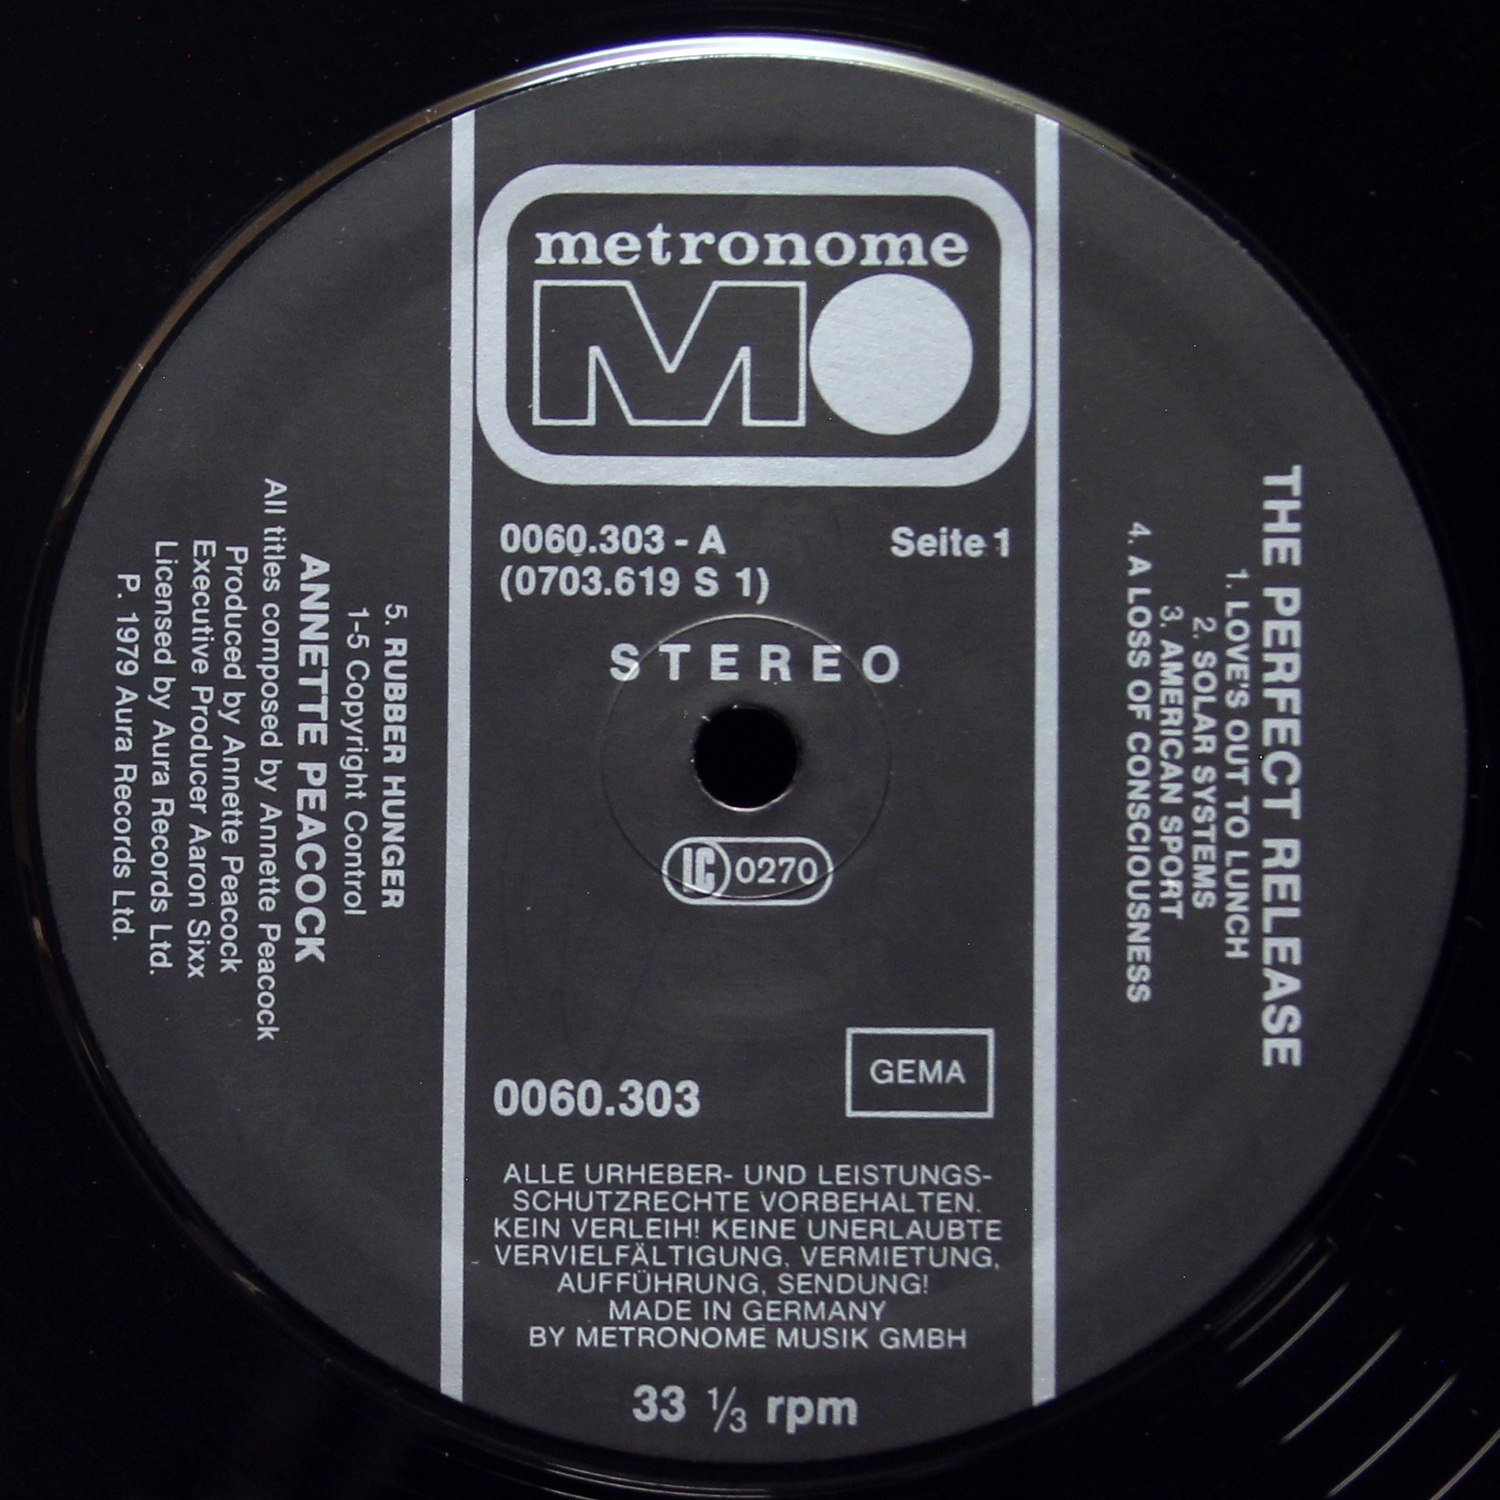 metronome
MO
0060.303 - A
Seite 1
(0703.619 S 1)
STEREO
LC 0270
0060.303
GEMA
ALLE URHEBER- UND LEISTUNGS-
SCHUTZRECHTE VORBEHALTEN.
KEIN VERLEIH! KEINE UNERLAUBTE
VERVIELFÄLTIGUNG, VERMIETUNG,
AUFFÜHRUNG, SENDUNG!
MADE IN GERMANY
BY METRONOME MUSIK GMBH
33 1/3 rpm
THE PERFECT RELEASE
1. LOVE'S OUT TO LUNCH
2. SOLAR SYSTEMS
3. AMERICAN SPORT
4. A LOSS OF CONSCIOUSNESS
5. RUBBER HUNGER
1-5 Copyright Control
ANNETTE PEACOCK
All titles composed by Annette Peacock
Produced by Annette Peacock
Executive Producer Aaron Sixx
Licensed by Aura Records Ltd.
P. 1979 Aura Records Ltd.